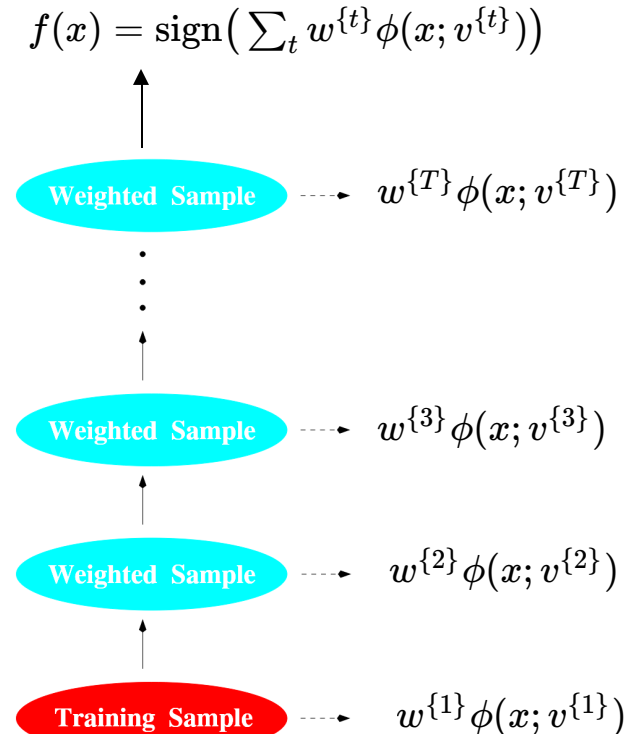 f(x) = sign(∑_t w^{t} ϕ(x; v^{t}))
Weighted Sample w^{T} ϕ(x; v^{T})
Weighted Sample w^{3} ϕ(x; v^{3})
Weighted Sample w^{2} ϕ(x; v^{2})
Training Sample w^{1} ϕ(x; v^{1})